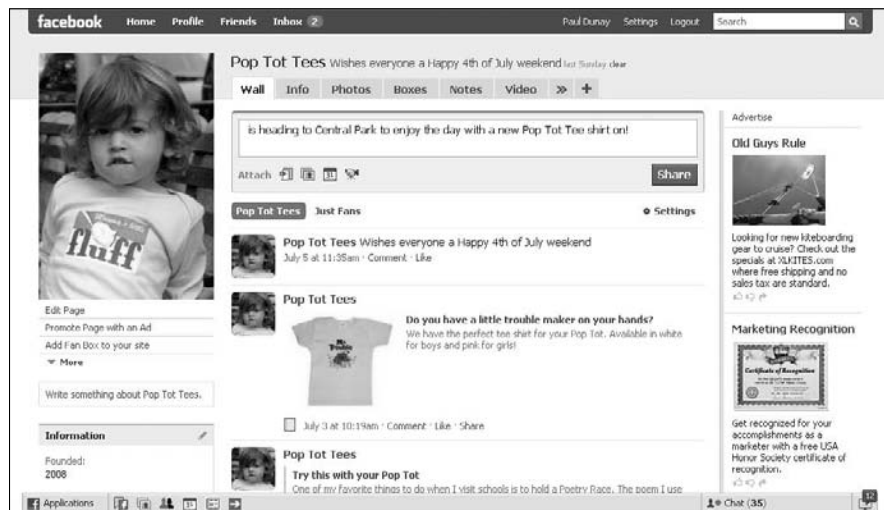 facebook Home Profile Friends Inbox 2 Paul Dunay Settings Logout Search
Pop Tot Tees Wishes everyone a Happy 4th of July weekend last Sunday clear
Wall Info Photos Boxes Notes Video » +
is heading to Central Park to enjoy the day with a new Pop Tot Tee shirt on!
Attach 31 Share
Pop Tot Tees Just Fans Settings
Pop Tot Tees Wishes everyone a Happy 4th of July weekend
July 5 at 11:35am · Comment · Like
Pop Tot Tees
Do you have a little trouble maker on your hands?
We have the perfect tee shirt for your Pop Tot. Available in white
for boys and pink for girls!
Trouble
July 3 at 10:19am · Comment · Like · Share
Pop Tot Tees
Try this with your Pop Tot
One of my favorite things to do when I visit schools is to hold a Poetry Race. The poem I use
fluff
Edit Page
Promote Page with an Ad
Add Fan Box to your site
More
Write something about Pop Tot Tees.
Information
Founded:
2008
Advertise
Old Guys Rule
Looking for new kiteboarding
gear to cruise? Check out the
specials at XLKITES.com
where free shipping and no
sales tax are standard.
Marketing Recognition
Certificate of Recognition
Get recognized for your
accomplishments as a
marketer with a free USA
Honor Society certificate of
recognition.
Applications 31 Chat (35) 12